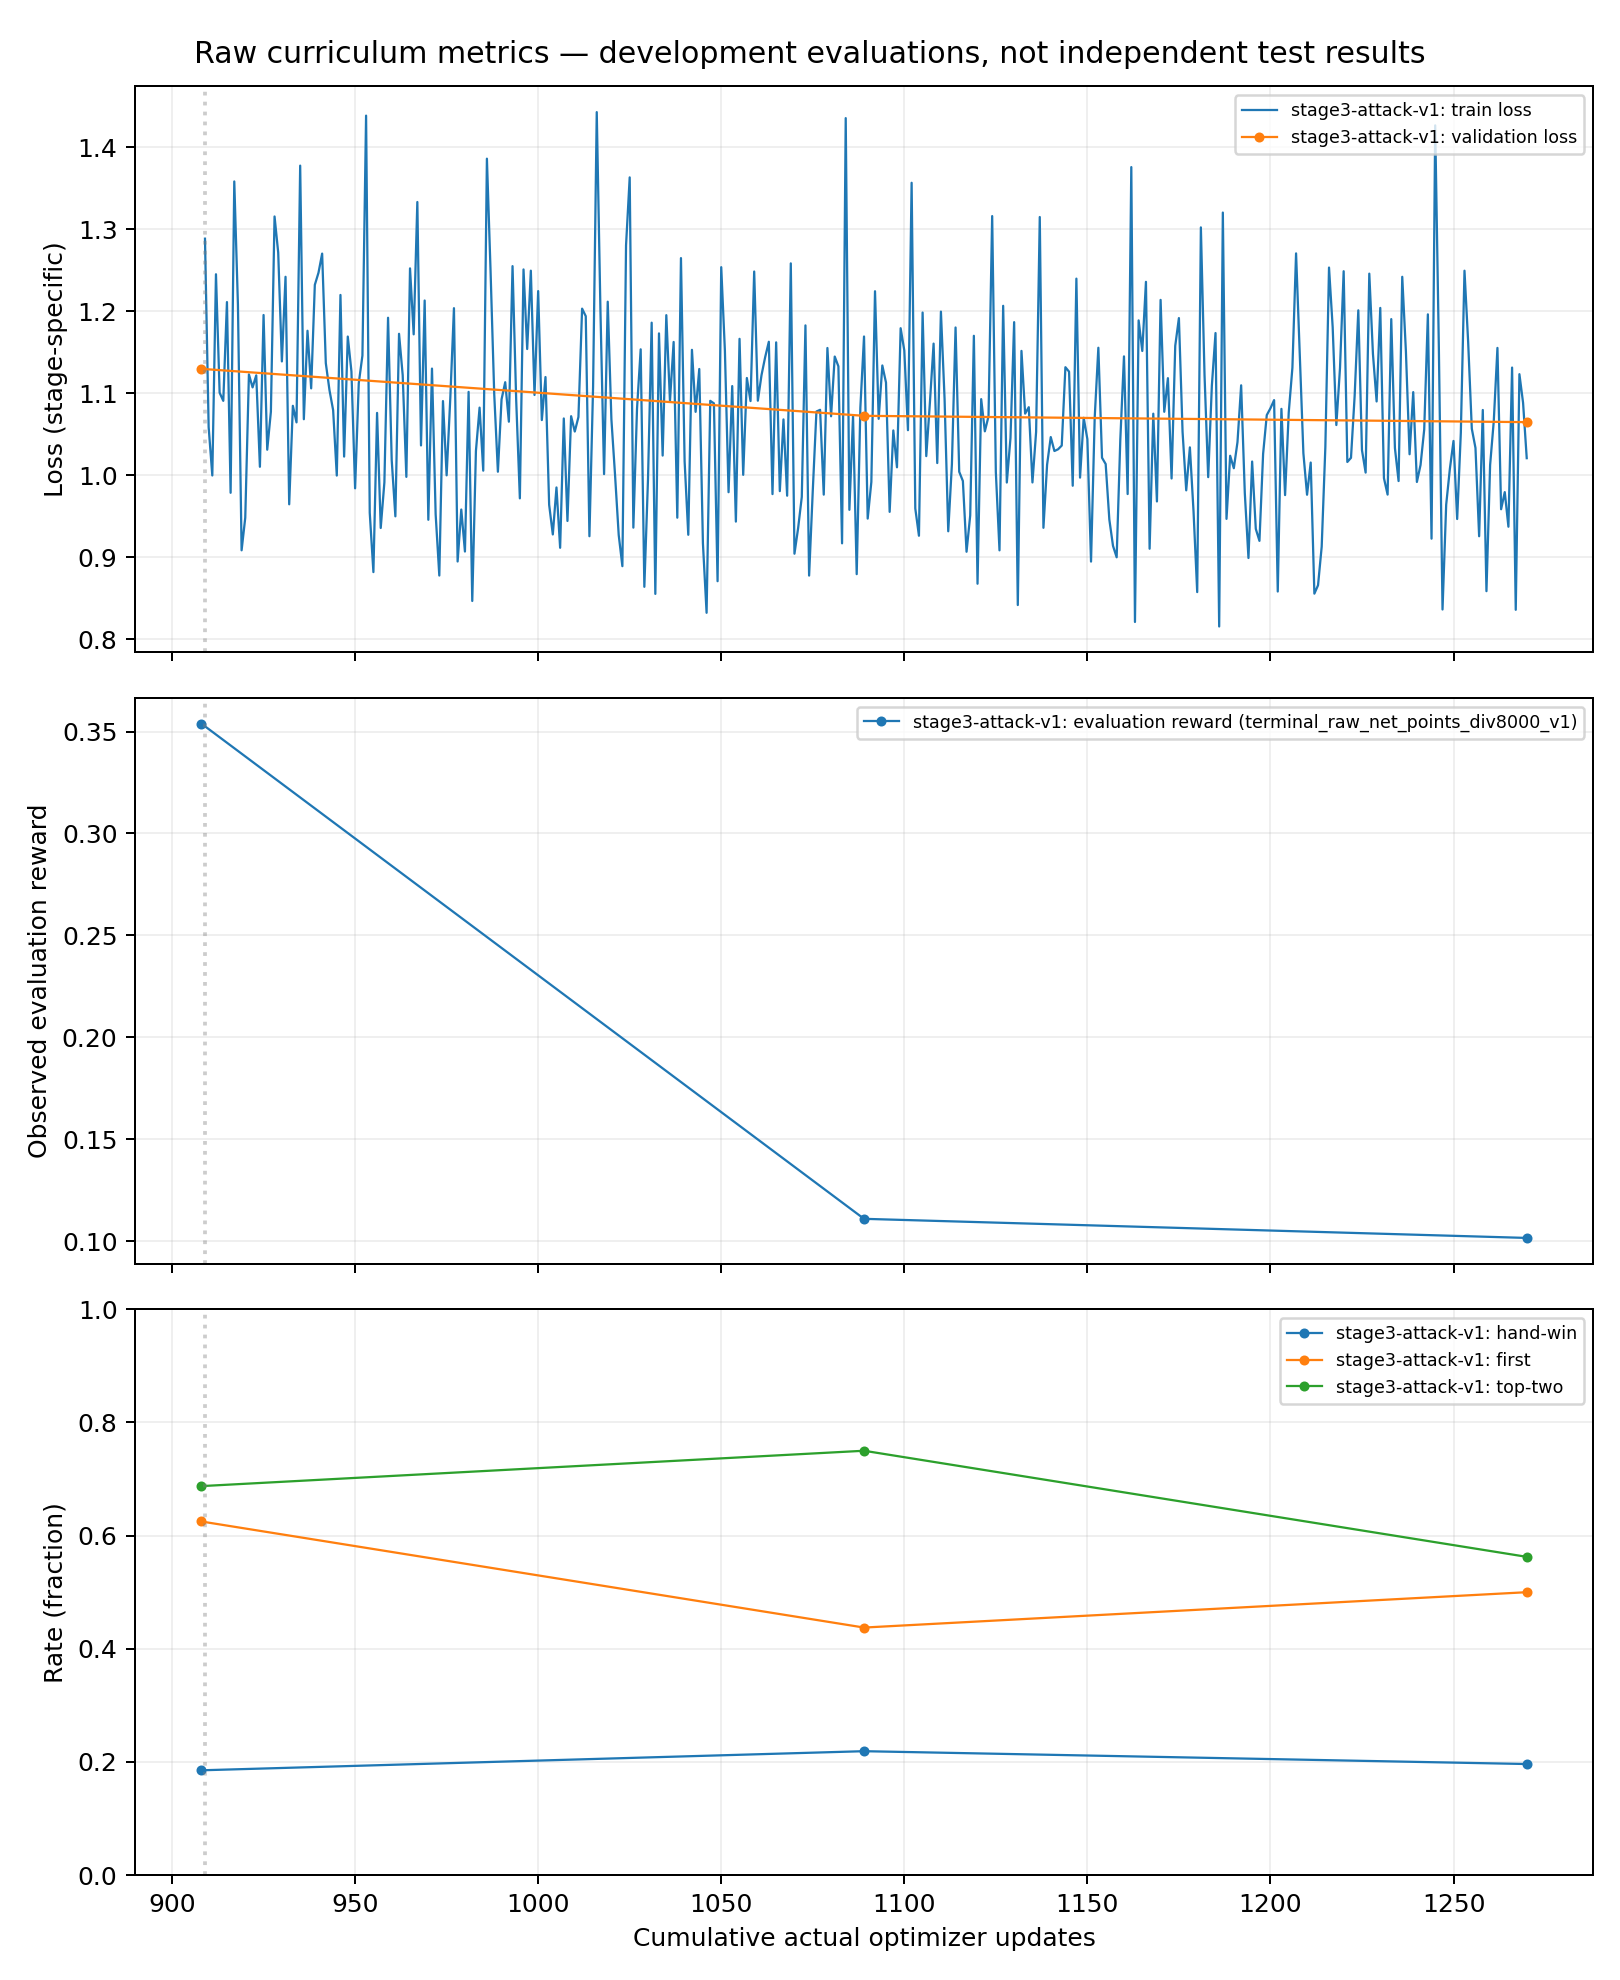 Raw curriculum metrics — development evaluations, not independent test results
stage3-attack-v1: train loss
stage3-attack-v1: validation loss
Loss (stage-specific)
1.4
1.3
1.2
1.1
1.0
0.9
0.8
stage3-attack-v1: evaluation reward (terminal_raw_net_points_div8000_v1)
Observed evaluation reward
0.35
0.30
0.25
0.20
0.15
0.10
stage3-attack-v1: hand-win
stage3-attack-v1: first
stage3-attack-v1: top-two
Rate (fraction)
1.0
0.8
0.6
0.4
0.2
0.0
900 950 1000 1050 1100 1150 1200 1250
Cumulative actual optimizer updates